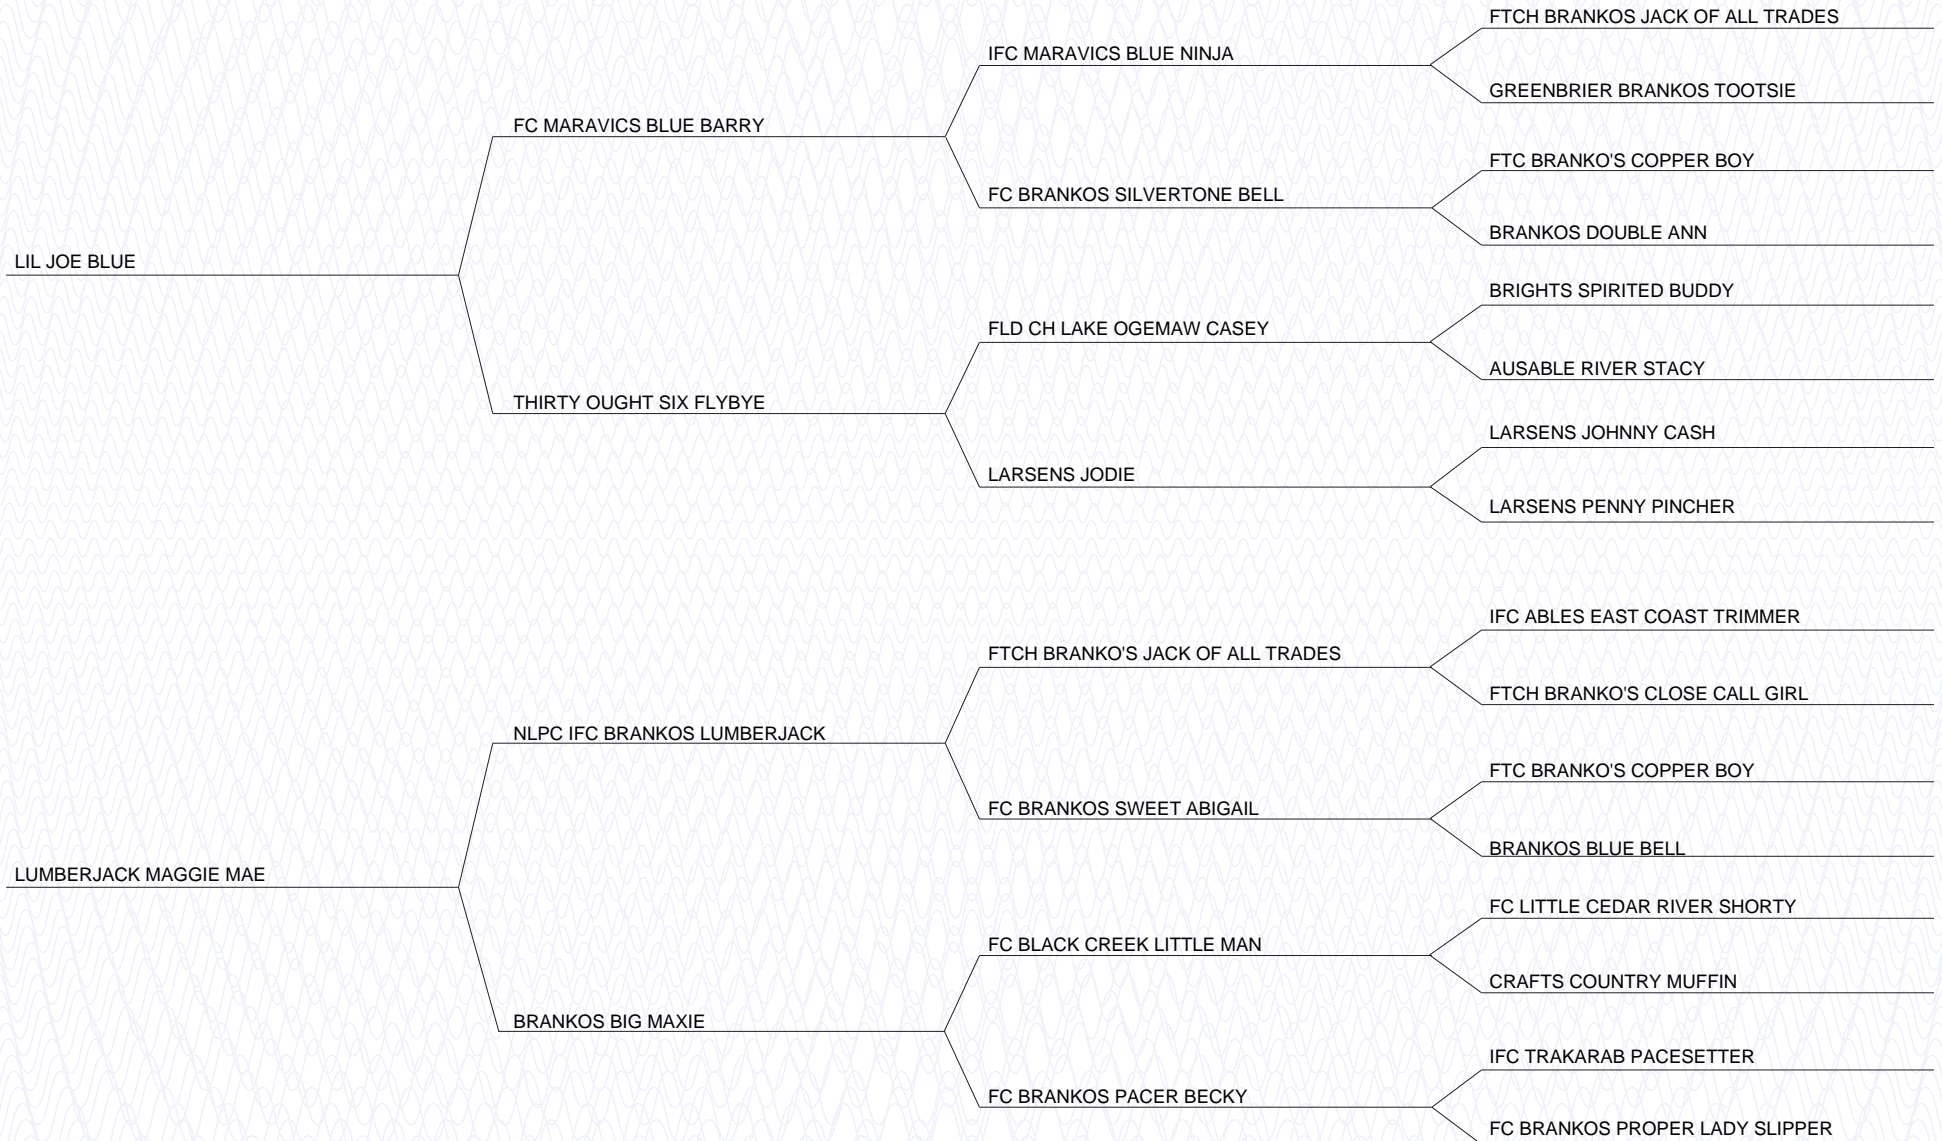 FTCH BRANKOS JACK OF ALL TRADES
IFC MARAVICS BLUE NINJA
GREENBRIER BRANKOS TOOTSIE
FC MARAVICS BLUE BARRY
FTC BRANKO'S COPPER BOY
FC BRANKOS SILVERTONE BELL
BRANKOS DOUBLE ANN
LIL JOE BLUE
BRIGHTS SPIRITED BUDDY
FLD CH LAKE OGEMAW CASEY
AUSABLE RIVER STACY
THIRTY OUGHT SIX FLYBYE
LARSENS JOHNNY CASH
LARSENS JODIE
LARSENS PENNY PINCHER
IFC ABLES EAST COAST TRIMMER
FTCH BRANKO'S JACK OF ALL TRADES
FTCH BRANKO'S CLOSE CALL GIRL
NLPC IFC BRANKOS LUMBERJACK
FTC BRANKO'S COPPER BOY
FC BRANKOS SWEET ABIGAIL
BRANKOS BLUE BELL
LUMBERJACK MAGGIE MAE
FC LITTLE CEDAR RIVER SHORTY
FC BLACK CREEK LITTLE MAN
CRAFTS COUNTRY MUFFIN
BRANKOS BIG MAXIE
IFC TRAKARAB PACESETTER
FC BRANKOS PACER BECKY
FC BRANKOS PROPER LADY SLIPPER